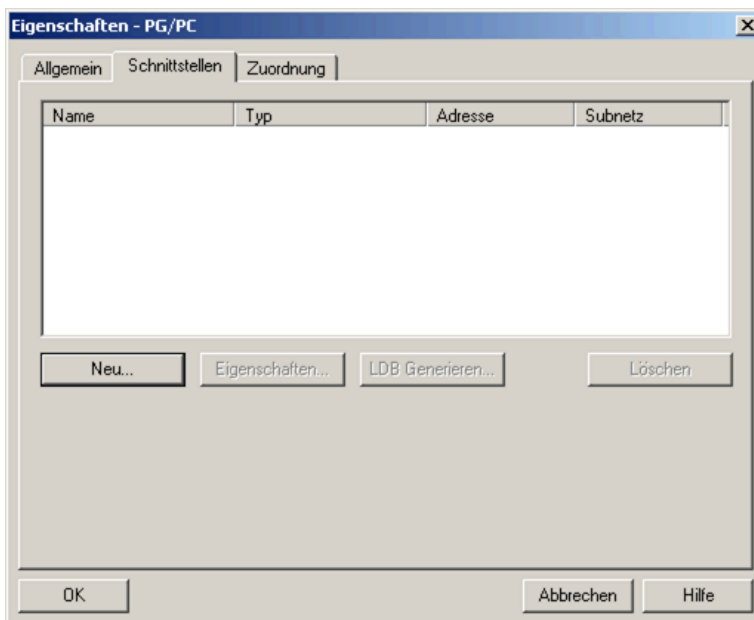 Eigenschaften - PG/PC
Allgemein Schnittstellen Zuordnung
Name Typ Adresse Subnetz
Neu... Eigenschaften... LDB Generieren... Löschen
OK Abbrechen Hilfe